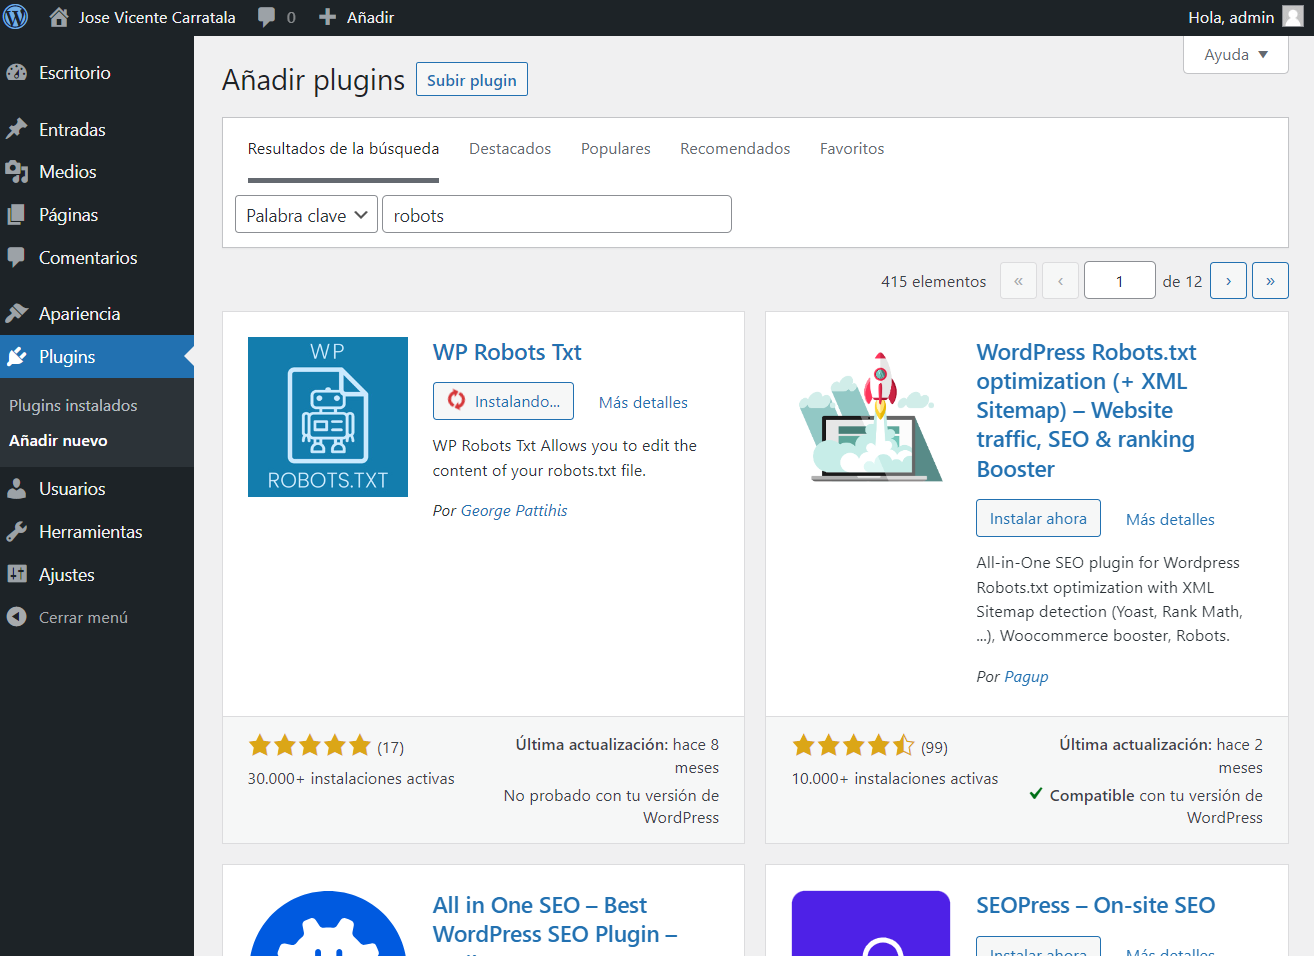 Jose Vicente Carratala 0 Añadir Hola, admin
Ayuda
Escritorio
Entradas
Medios
Páginas
Comentarios
Apariencia
Plugins
Plugins instalados
Añadir nuevo
Usuarios
Herramientas
Ajustes
Cerrar menú
Añadir plugins Subir plugin
Resultados de la búsqueda Destacados Populares Recomendados Favoritos
Palabra clave robots
415 elementos « ‹ 1 de 12 › »
WP
ROBOTS.TXT
WP Robots Txt
Instalando... Más detalles
WP Robots Txt Allows you to edit the
content of your robots.txt file.
Por George Pattihis
(17)
30.000+ instalaciones activas
Última actualización: hace 8
meses
No probado con tu versión de
WordPress
WordPress Robots.txt
optimization (+ XML
Sitemap) – Website
traffic, SEO & ranking
Booster
Instalar ahora Más detalles
All-in-One SEO plugin for Wordpress
Robots.txt optimization with XML
Sitemap detection (Yoast, Rank Math,
...), Woocommerce booster, Robots.
Por Pagup
(99)
10.000+ instalaciones activas
Última actualización: hace 2
meses
Compatible con tu versión de
WordPress
All in One SEO – Best
WordPress SEO Plugin –
SEOPress – On-site SEO
Instalar ahora Más detalles